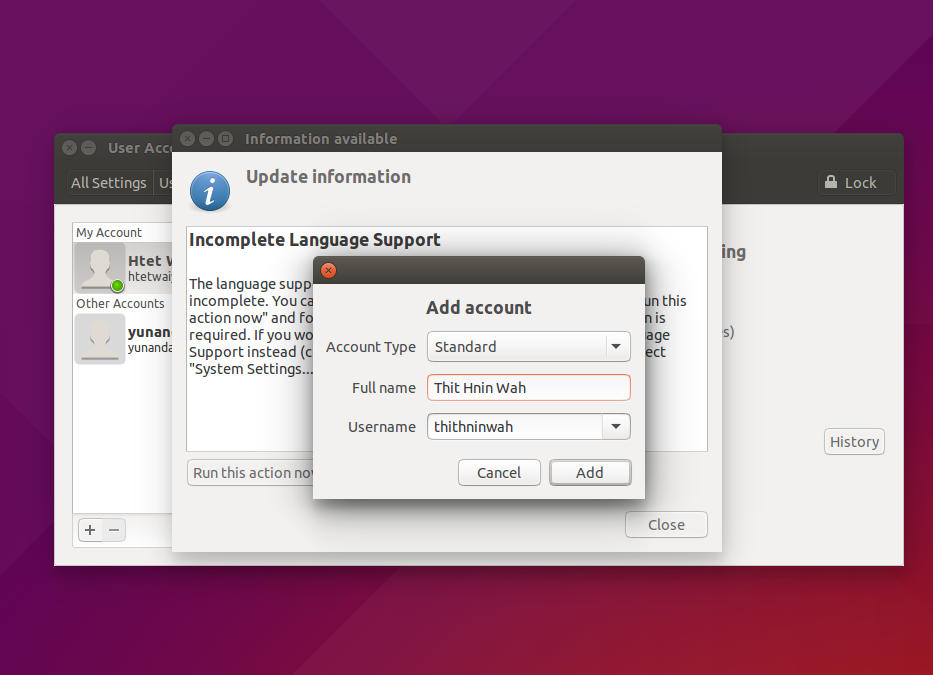 User Acc
Information available
All Settings
Lock
Update information
My Account
Htet
htetwai
Other Accounts
yunan
yunanda
Incomplete Language Support
The language supp
incomplete. You ca
un this
action now" and fo
n is
required. If you wo
age
Support instead (c
ect
"System Settings...
ing
s)
Add account
Account Type
Standard
Full name
Thit Hnin Wah
Username
thithninwah
Cancel
Add
History
Run this action no
Close
+
−